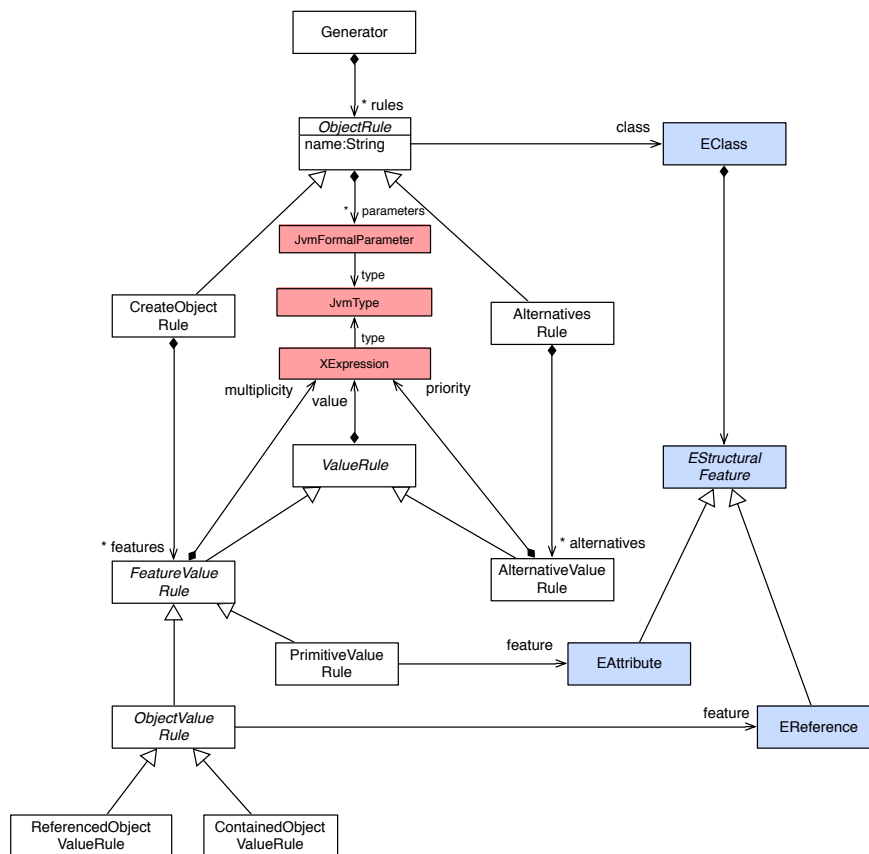 Generator
* rules
ObjectRule
name:String
class
EClass
* parameters
JvmFormalParameter
type
JvmType
CreateObject
Rule
Alternatives
Rule
type
XExpression
multiplicity
value
priority
ValueRule
EStructural
Feature
* features
* alternatives
FeatureValue
Rule
AlternativeValue
Rule
PrimitiveValue
Rule
feature
EAttribute
ObjectValue
Rule
feature
EReference
ReferencedObject
ValueRule
ContainedObject
ValueRule